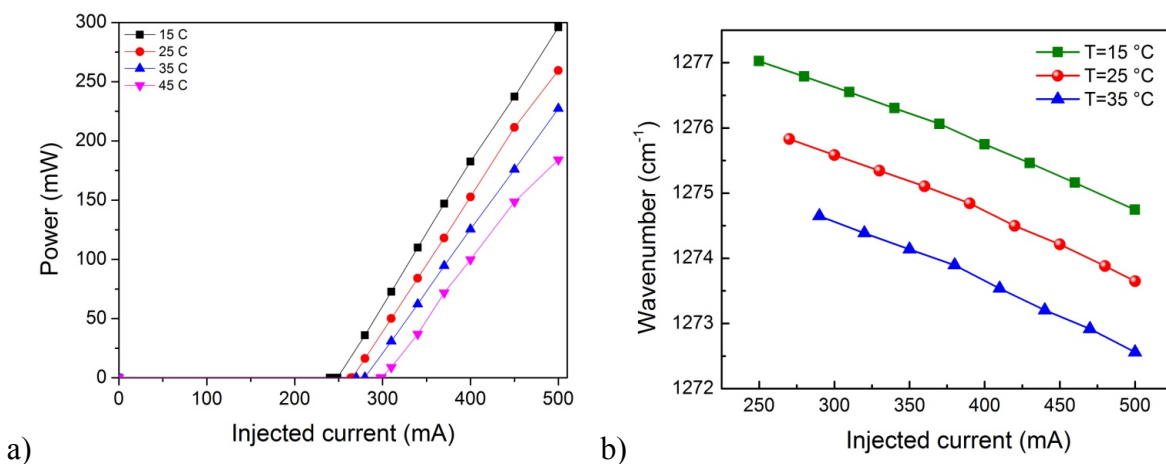 300
250
200
150
100
50
0
Power (mW)
15 C
25 C
35 C
45 C
0 100 200 300 400 500
Injected current (mA)
a)
1277
1276
1275
1274
1273
1272
Wavenumber (cm⁻¹)
T=15 °C
T=25 °C
T=35 °C
250 300 350 400 450 500
Injected current (mA)
b)